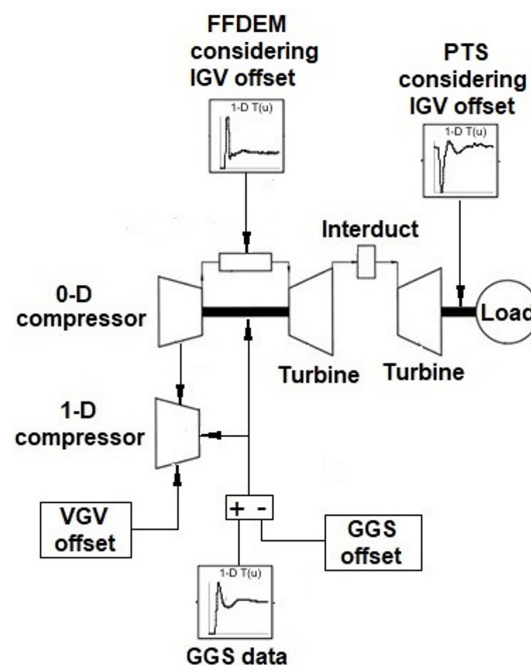 FFDEM
considering
IGV offset
1-D T(u)
PTS
considering
IGV offset
1-D T(u)
Interduct
0-D
compressor
Load
Turbine
Turbine
1-D
compressor
VGV
offset
+ -
GGS
offset
1-D T(u)
GGS data